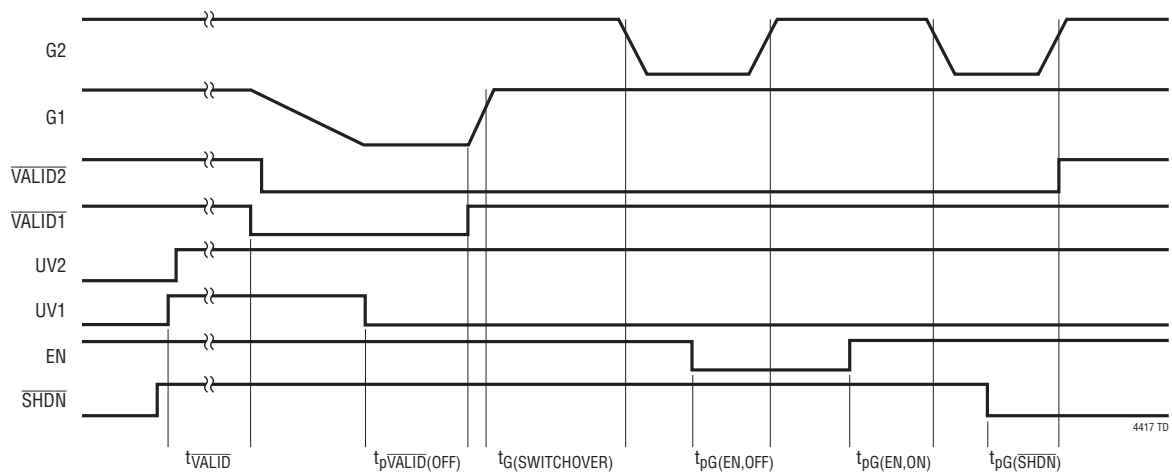 G2
G1
VALID2
VALID1
UV2
UV1
EN
SHDN
4417 TD
tVALID
tpVALID(OFF)
tG(SWITCHOVER)
tpG(EN,OFF)
tpG(EN,ON)
tpG(SHDN)